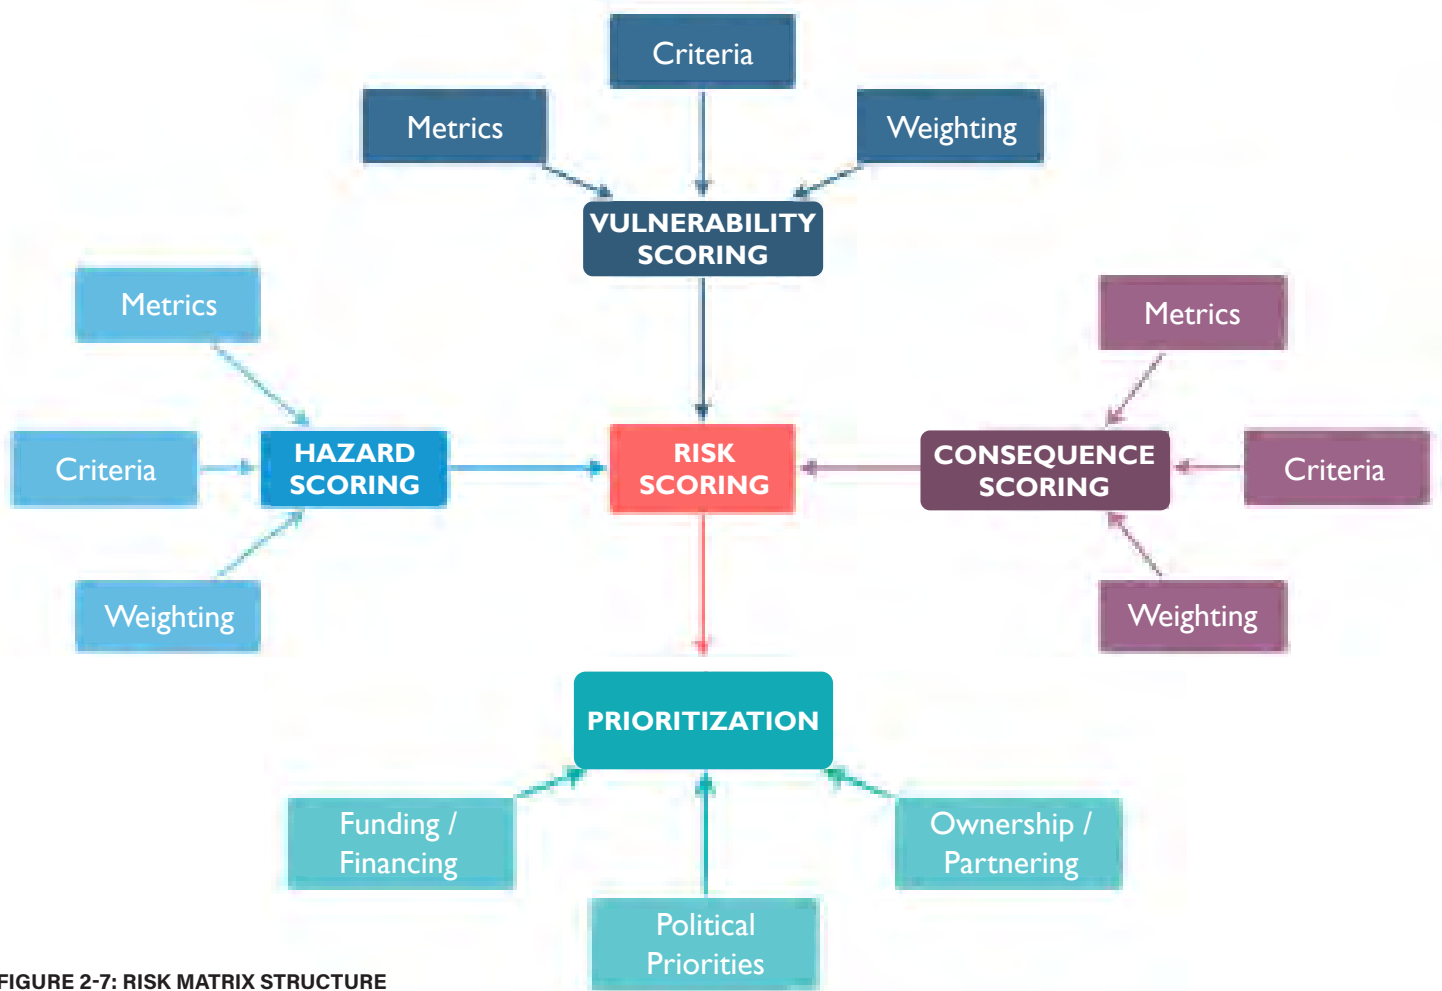 Criteria
Metrics
Weighting
VULNERABILITY
SCORING
Metrics
Criteria
Weighting
HAZARD
SCORING
RISK
SCORING
CONSEQUENCE
SCORING
Metrics
Criteria
Weighting
PRIORITIZATION
Funding /
Financing
Political
Priorities
Ownership /
Partnering
FIGURE 2-7: RISK MATRIX STRUCTURE